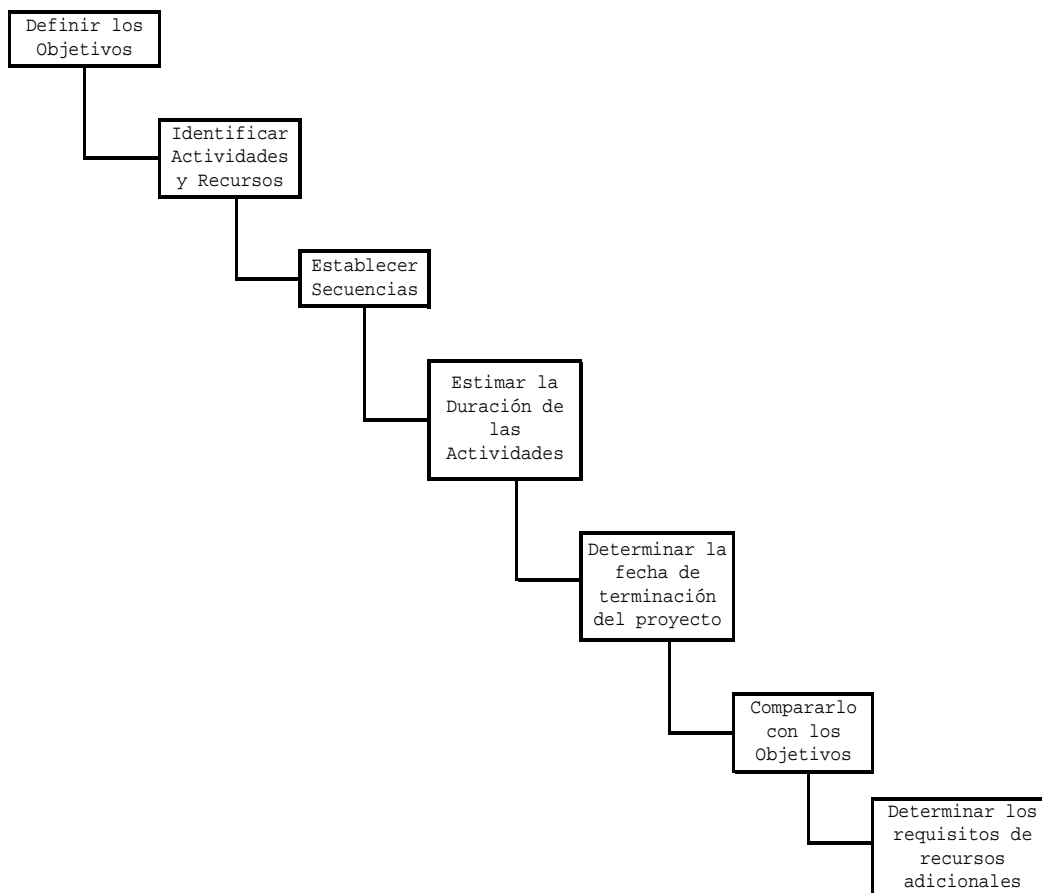 Definir los
Objetivos
Identificar
Actividades
y Recursos
Establecer
Secuencias
Estimar la
Duración de
las
Actividades
Determinar la
fecha de
terminación
del proyecto
Compararlo
con los
Objetivos
Determinar los
requisitos de
recursos
adicionales